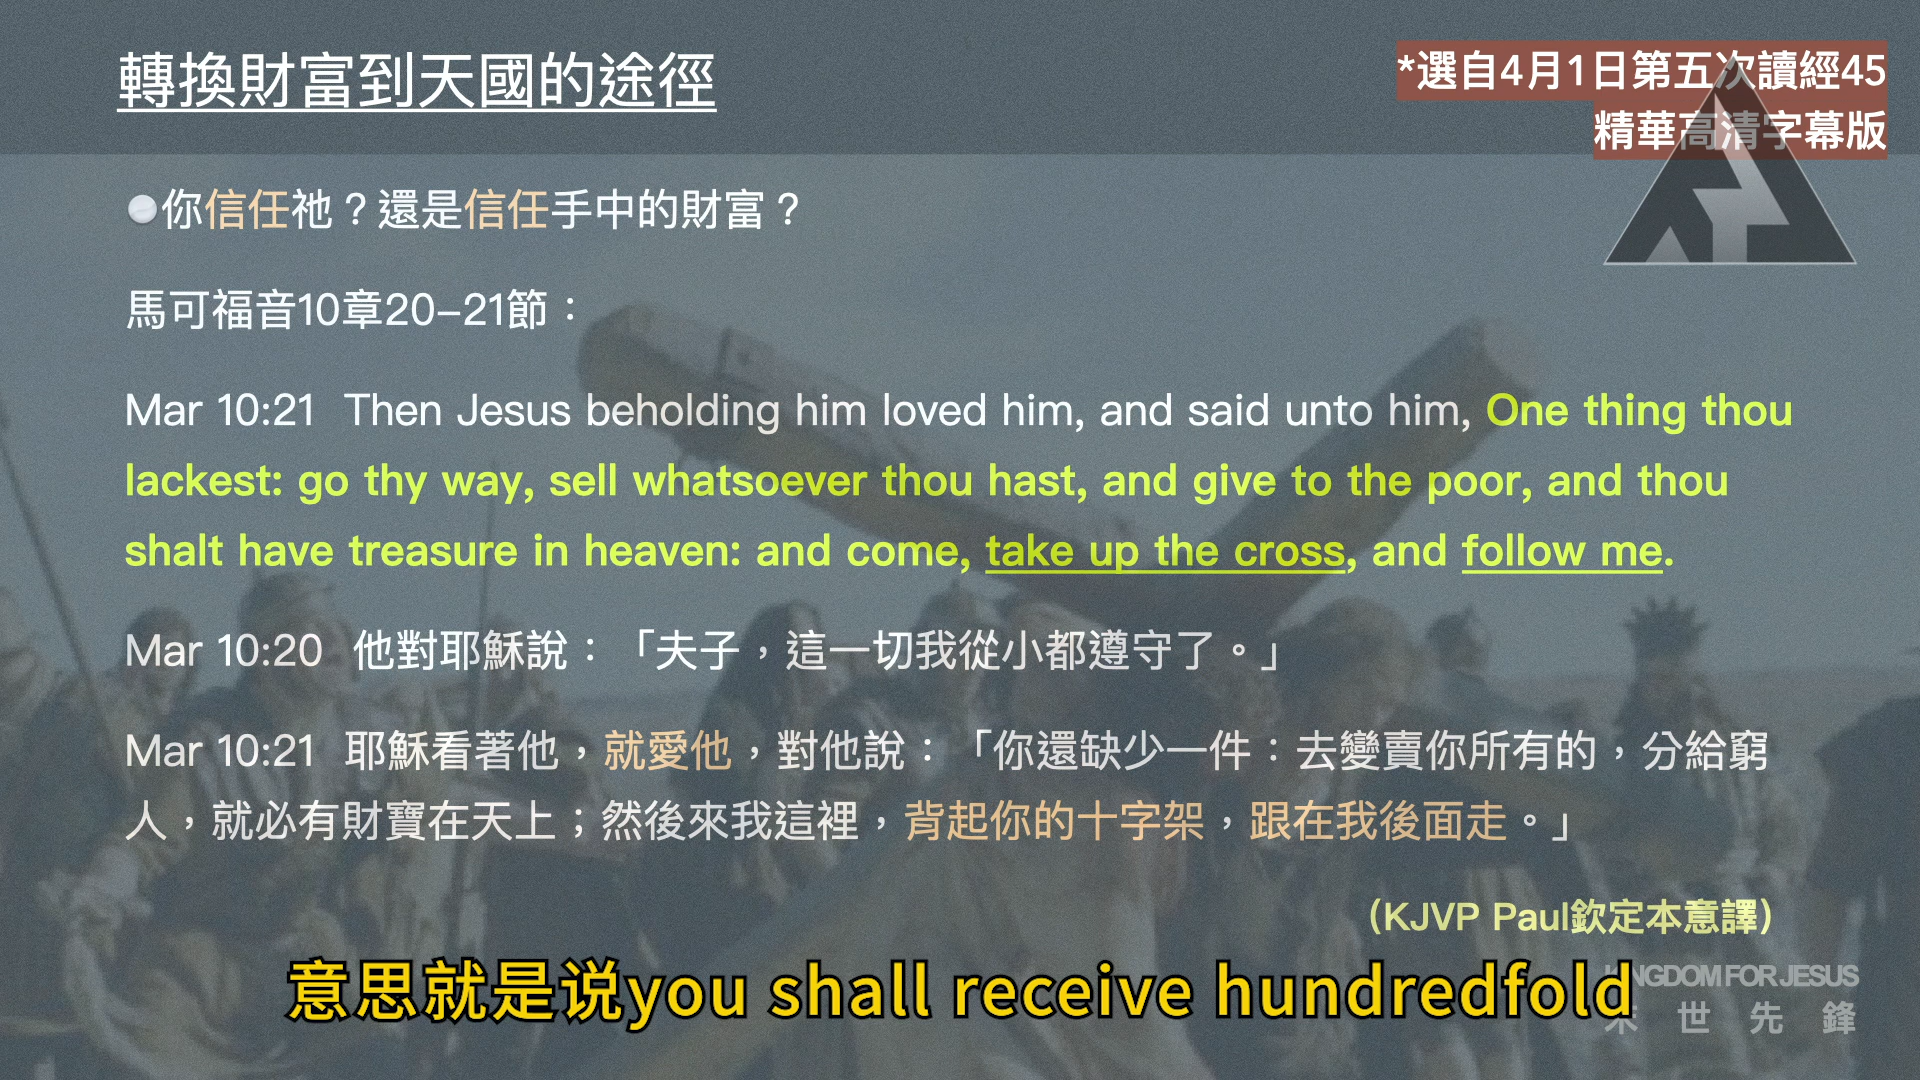 轉換財富到天國的途徑
*選自4月1日第五次讀經45
精華高清字幕版
你信任祂？還是信任手中的財富？
馬可福音10章20–21節：
Mar 10:21 Then Jesus beholding him loved him, and said unto him, One thing thou
lackest: go thy way, sell whatsoever thou hast, and give to the poor, and thou
shalt have treasure in heaven: and come, take up the cross, and follow me.
Mar 10:20 他對耶穌說：「夫子，這一切我從小都遵守了。」
Mar 10:21 耶穌看著他，就愛他，對他說：「你還缺少一件：去變賣你所有的，分給窮
人，就必有財寶在天上；然後來我這裡，背起你的十字架，跟在我後面走。」
（KJVP Paul欽定本意譯）
意思就是说you shall receive hundredfold
KINGDOM FOR JESUS
末世先鋒